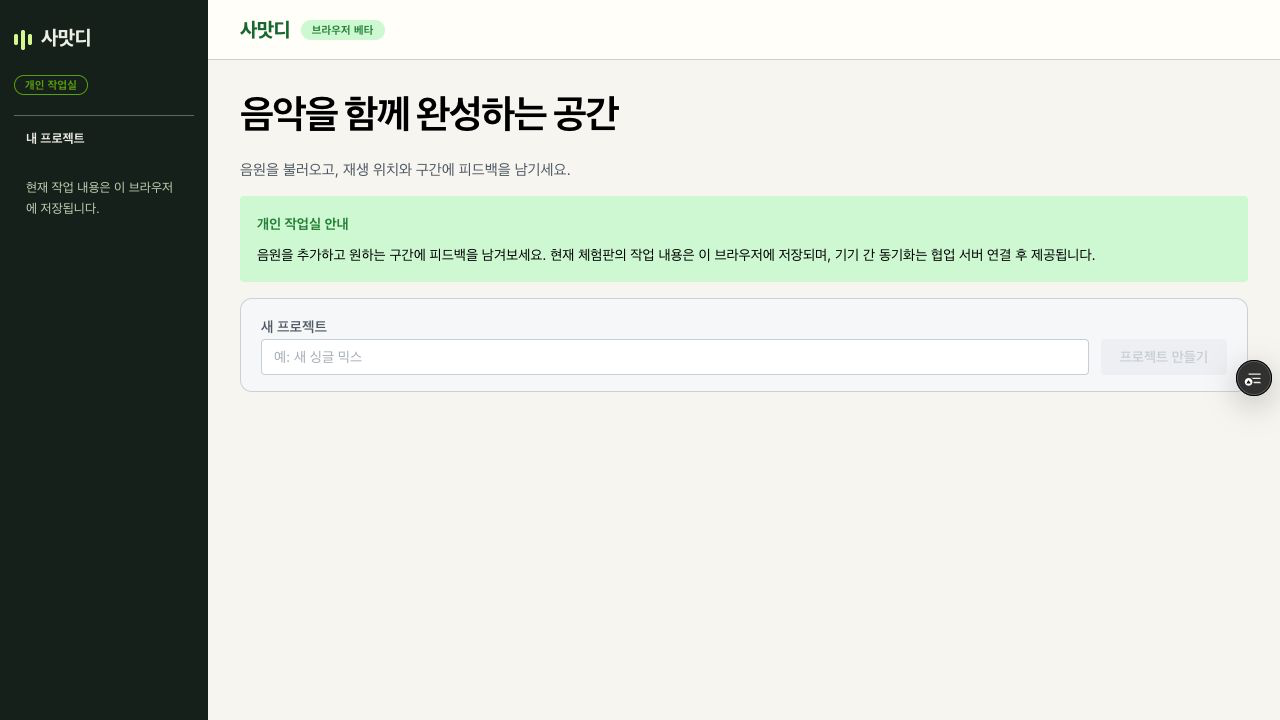 사맛디
개인 작업실
내 프로젝트
현재 작업 내용은 이 브라우저
에 저장됩니다.
사맛디
브라우저 베타
음악을 함께 완성하는 공간
음원을 불러오고, 재생 위치와 구간에 피드백을 남기세요.
개인 작업실 안내
음원을 추가하고 원하는 구간에 피드백을 남겨보세요. 현재 체험판의 작업 내용은 이 브라우저에 저장되며, 기기 간 동기화는 협업 서버 연결 후 제공됩니다.
새 프로젝트
예: 새 싱글 믹스
프로젝트 만들기